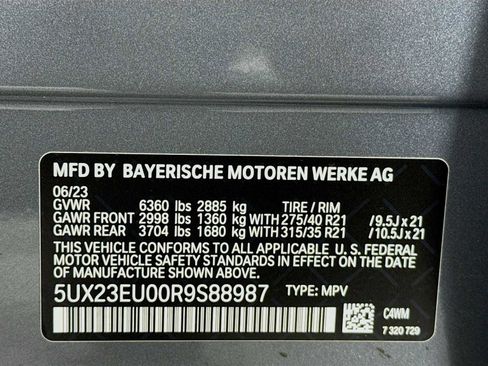 MFD BY BAYERISCHE MOTOREN WERKE AG
06/23
GVWR 6360 lbs 2885 kg TIRE / RIM
GAWR FRONT 2998 lbs 1360 kg WITH 275/40 R21 /9.5J x 21
GAWR REAR 3704 lbs 1680 kg WITH 315/35 R21 /10.5J x 21
THIS VEHICLE CONFORMS TO ALL APPLICABLE U. S. FEDERAL
MOTOR VEHICLE SAFETY STANDARDS IN EFFECT ON THE
DATE OF MANUFACTURE SHOWN ABOVE.
5UX23EU00R9S88987 TYPE: MPV
C4WM
7 320 729